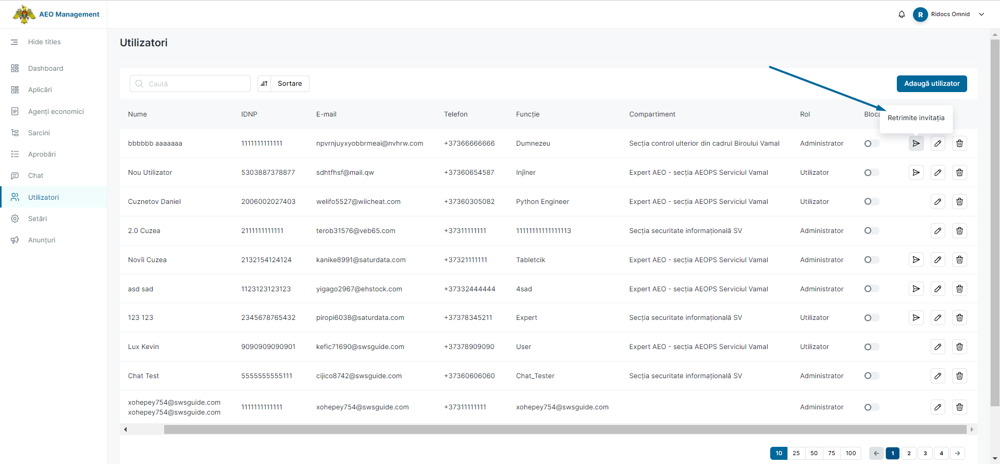 AEO Management
Ridocs Omnid
R
Hide titles
Dashboard
Aplicări
Agenți economici
Sarcini
Aprobări
Chat
Utilizatori
Setări
Anunțuri
Utilizatori
Caută
Sortare
Adaugă utilizator
Nume IDNP E-mail Telefon Funcție Compartiment Rol Bloca
Retrimite invitația
bbbbbb aaaaaaa 1111111111111 npvrnjuyxyobbrmeai@nvhrw.com +37366666666 Dumnezeu Secția control ulterior din cadrul Biroului Vamal Administrator
Nou Utilizator 5303887378877 sdhtfhsf@mail.qw +37360654587 Injîner Expert AEO - secția AEOPS Serviciul Vamal Utilizator
Cuznetov Daniel 2006002027403 welifo5527@wiicheat.com +37360305082 Python Engineer Expert AEO - secția AEOPS Serviciul Vamal Utilizator
2.0 Cuzea 2111111111111 terob31576@veb65.com +37311111111 11111111111111113 Secția securitate informațională SV Administrator
Novîi Cuzea 2132154124124 kanike8991@saturdata.com +37321111111 Tabletcik Expert AEO - secția AEOPS Serviciul Vamal Administrator
asd sad 1123123123123 yigago2967@ehstock.com +37332444444 4sad Expert AEO - secția AEOPS Serviciul Vamal Administrator
123 123 2345678765432 piropi6038@saturdata.com +37378345211 Expert Secția securitate informațională SV Utilizator
Lux Kevin 9090909090901 kefic71690@swsguide.com +37378909090 User Expert AEO - secția AEOPS Serviciul Vamal Utilizator
Chat Test 5555555555111 cijico8742@swsguide.com +37360606060 Chat_Tester Secția securitate informațională SV Administrator
xohepey754@swsguide.com xohepey754@swsguide.com 1111111111111 xohepey754@swsguide.com +37311111111 xohepey754@swsguide.com Administrator
10 25 50 75 100 1 2 3 4